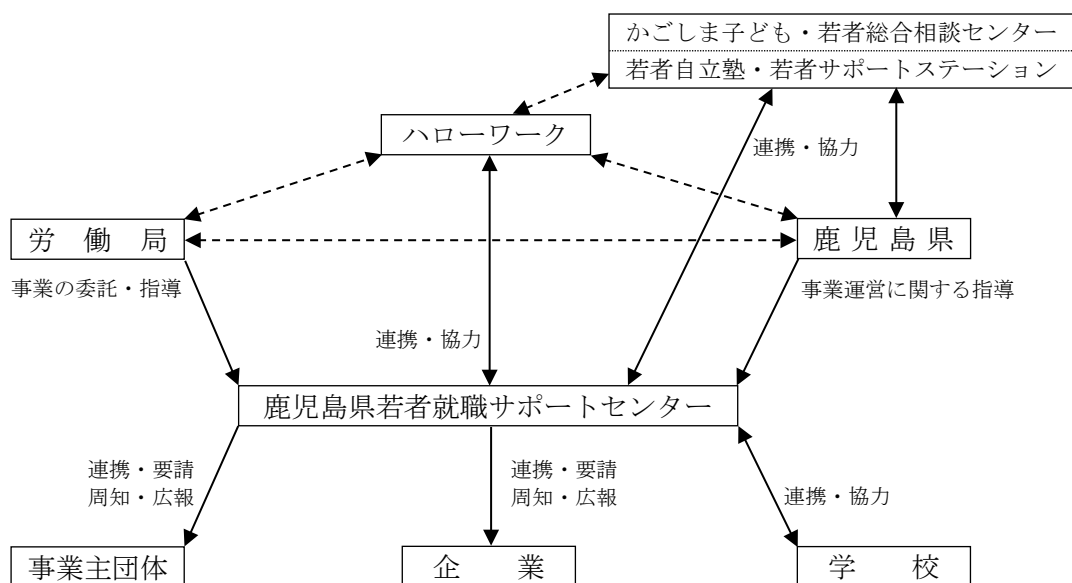 かごしま子ども・若者総合相談センター
若者自立塾・若者サポートステーション
ハローワーク
連携・協力
労　働　局
鹿 児 島 県
事業の委託・指導
事業運営に関する指導
連携・協力
鹿児島県若者就職サポートセンター
連携・要請
周知・広報
連携・要請
周知・広報
連携・協力
事業主団体
企　　業
学　　校